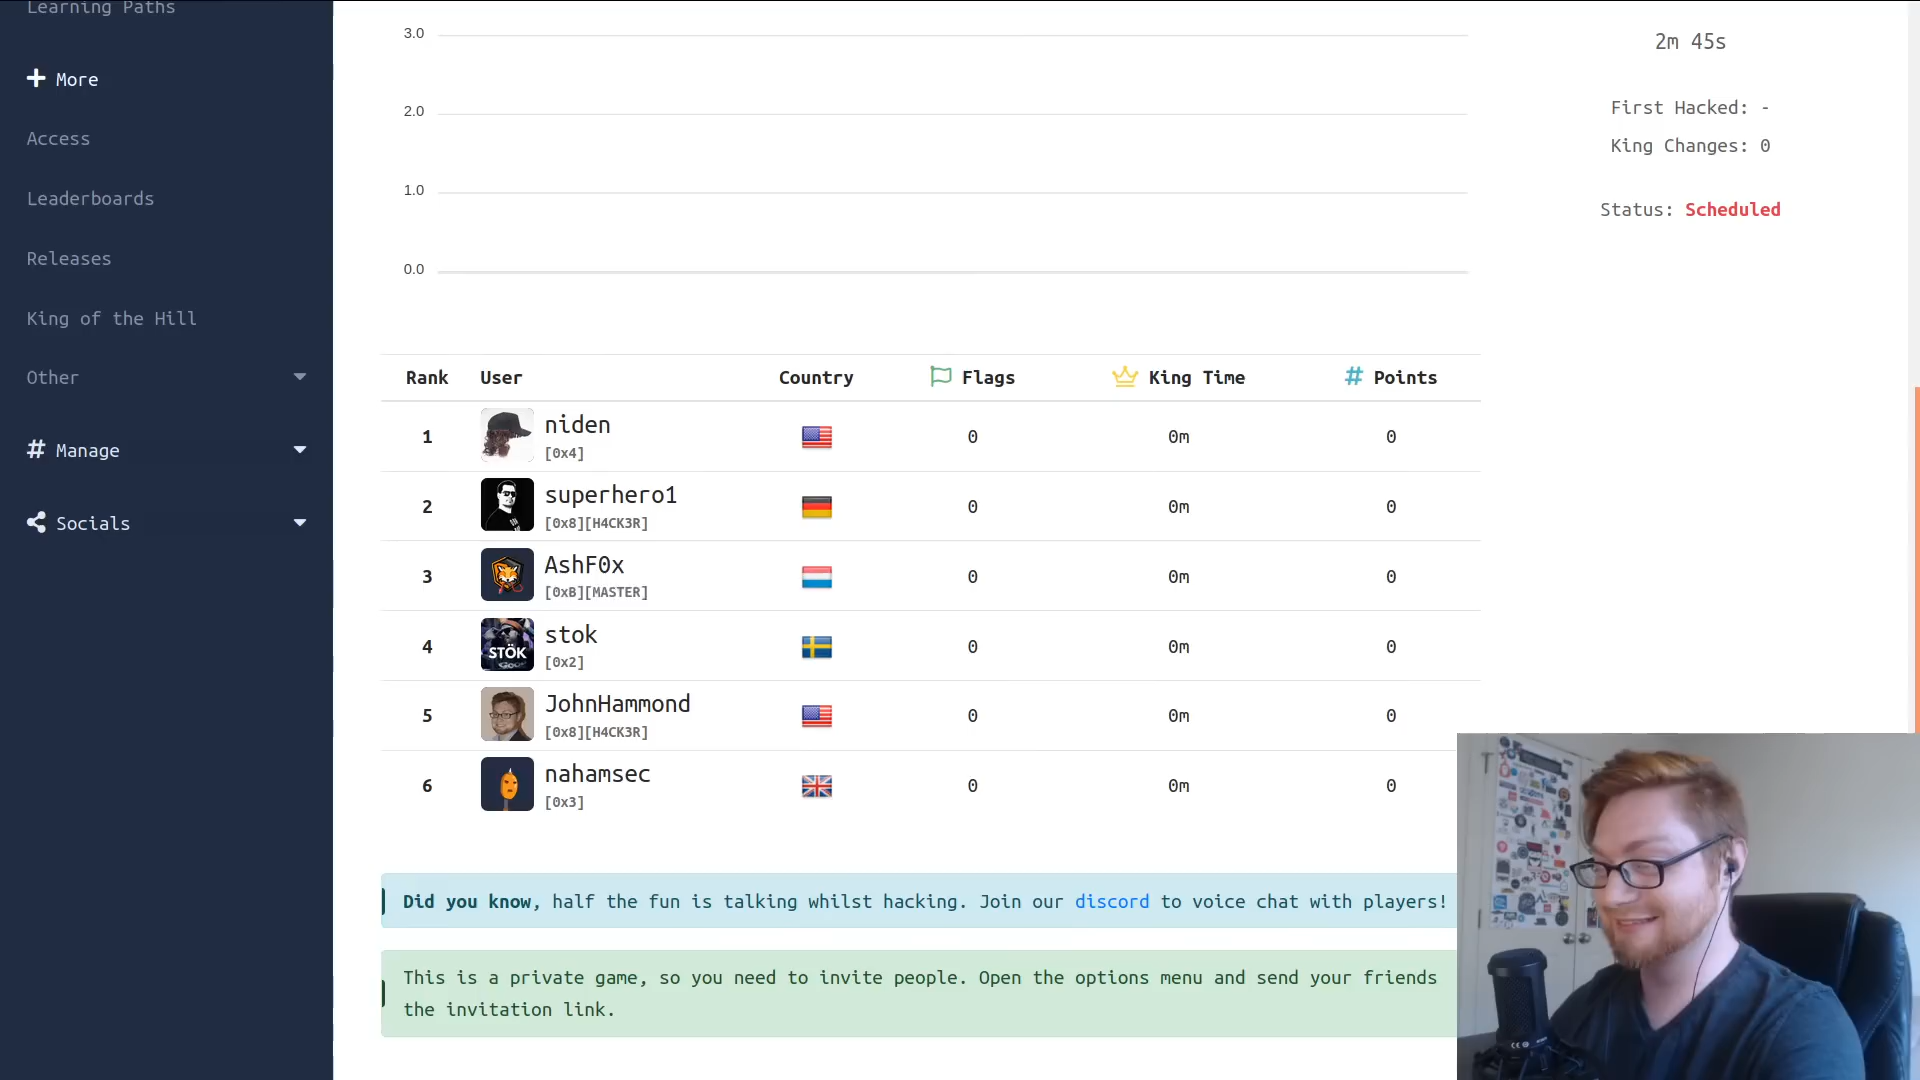 Learning Paths
More
Access
Leaderboards
Releases
King of the Hill
Other
# Manage
Socials
3.0
2.0
1.0
0.0
2m 45s
First Hacked: -
King Changes: 0
Status: Scheduled
Rank User Country Flags King Time # Points
1 niden 0 0m 0
[0x4]
2 superhero1 0 0m 0
[0x8][H4CK3R]
3 AshF0x 0 0m 0
[0xB][MASTER]
4 stok 0 0m 0
STÖK
[0x2]
5 JohnHammond 0 0m 0
[0x8][H4CK3R]
6 nahamsec 0 0m 0
[0x3]
Did you know, half the fun is talking whilst hacking. Join our discord to voice chat with players!
This is a private game, so you need to invite people. Open the options menu and send your friends
the invitation link.